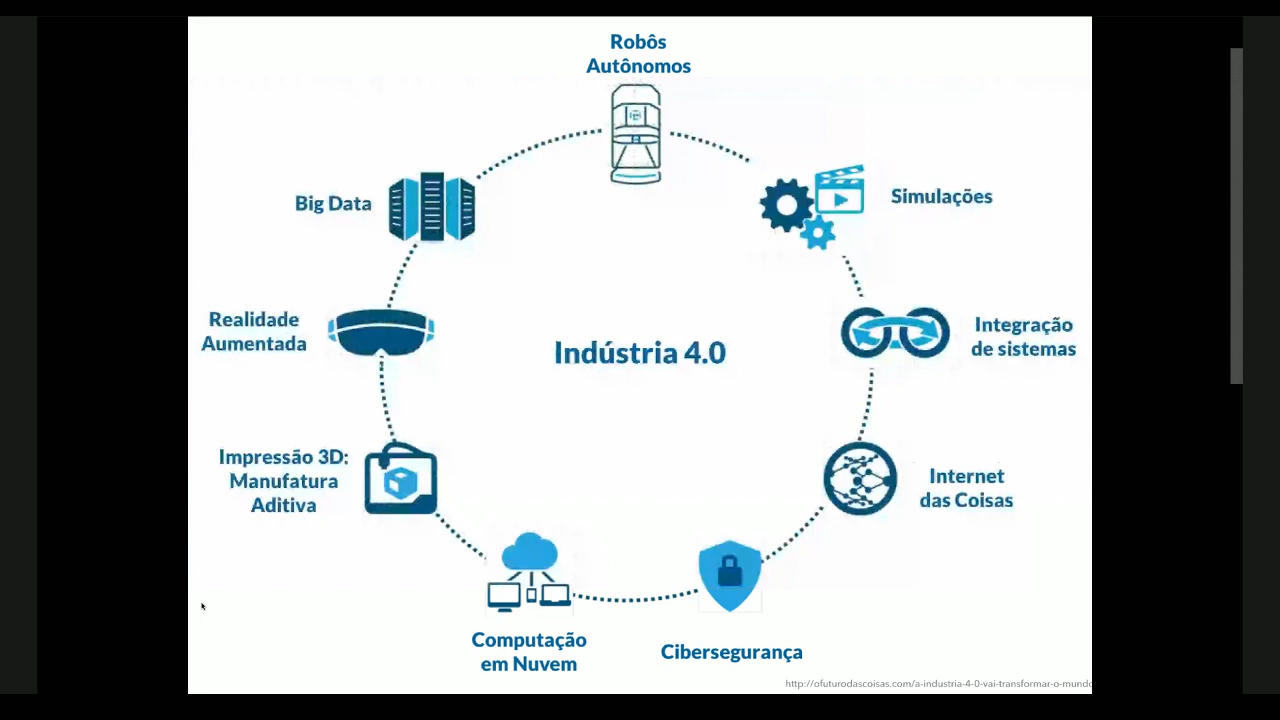 Robôs
Autônomos
Big Data
Simulações
Realidade
Aumentada
Indústria 4.0
Integração
de sistemas
Impressão 3D:
Manufatura
Aditiva
Internet
das Coisas
Computação
em Nuvem
Cibersegurança
http://ofuturodascoisas.com/a-industria-4-0-vai-transformar-o-mundo